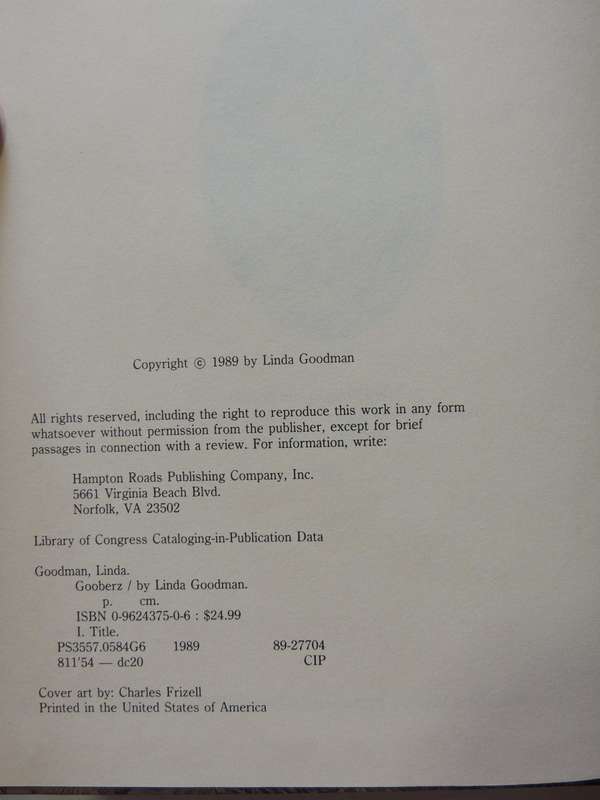 Copyright © 1989 by Linda Goodman
All rights reserved, including the right to reproduce this work in any form
whatsoever without permission from the publisher, except for brief
passages in connection with a review. For information, write:
Hampton Roads Publishing Company, Inc.
5661 Virginia Beach Blvd.
Norfolk, VA 23502
Library of Congress Cataloging-in-Publication Data
Goodman, Linda.
Gooberz / by Linda Goodman.
p. cm.
ISBN 0-9624375-0-6 : $24.99
I. Title.
PS3557.0584G6 1989 89-27704
811'54 — dc20 CIP
Cover art by: Charles Frizell
Printed in the United States of America